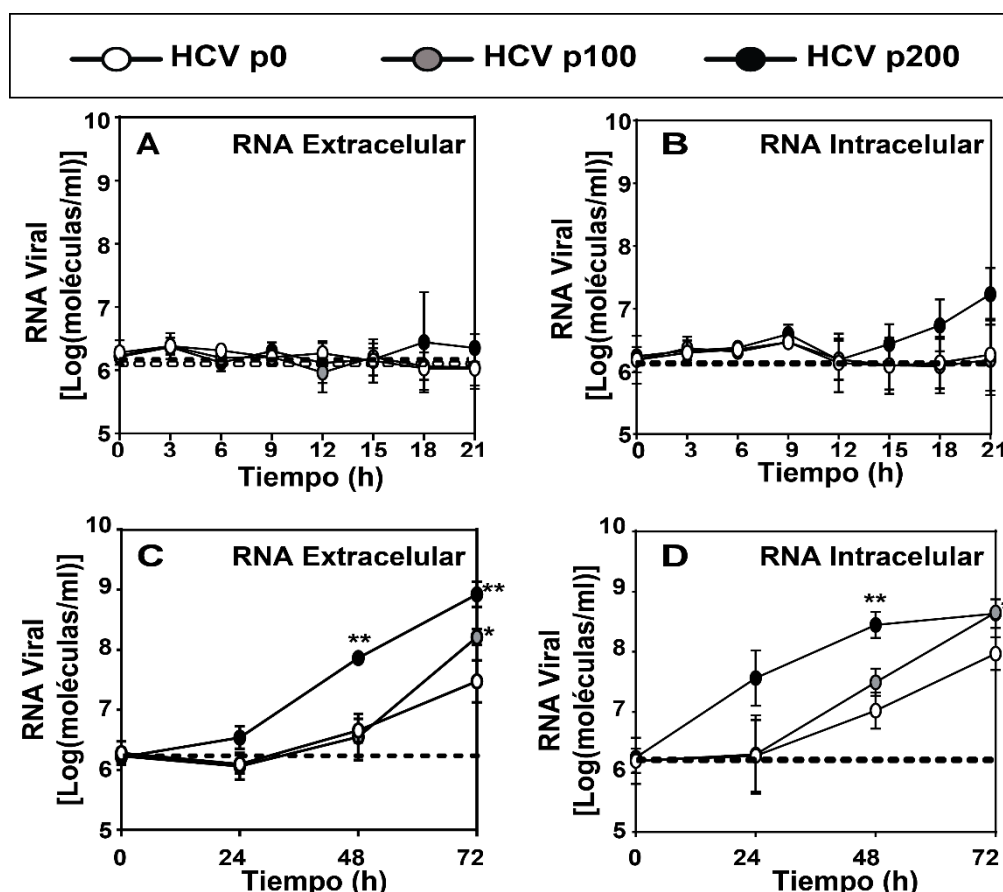 HCV p0 HCV p100 HCV p200
A RNA Extracelular
RNA Viral
[Log(moléculas/ml)]
10
9
8
7
6
5
0 3 6 9 12 15 18 21
Tiempo (h)
B RNA Intracelular
RNA Viral
[Log(moléculas/ml)]
10
9
8
7
6
5
0 3 6 9 12 15 18 21
Tiempo (h)
C RNA Extracelular
RNA Viral
[Log(moléculas/ml)]
10
9
8
7
6
5
**
**
*
0 24 48 72
Tiempo (h)
D RNA Intracelular
RNA Viral
[Log(moléculas/ml)]
10
9
8
7
6
5
**
0 24 48 72
Tiempo (h)